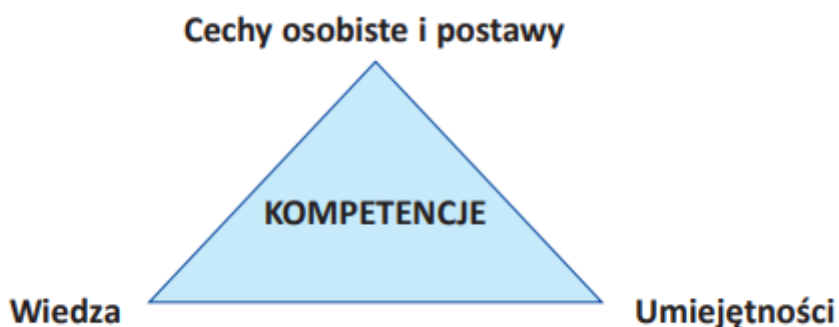 Cechy osobiste i postawy
KOMPETENCJE
Wiedza
Umiejętności